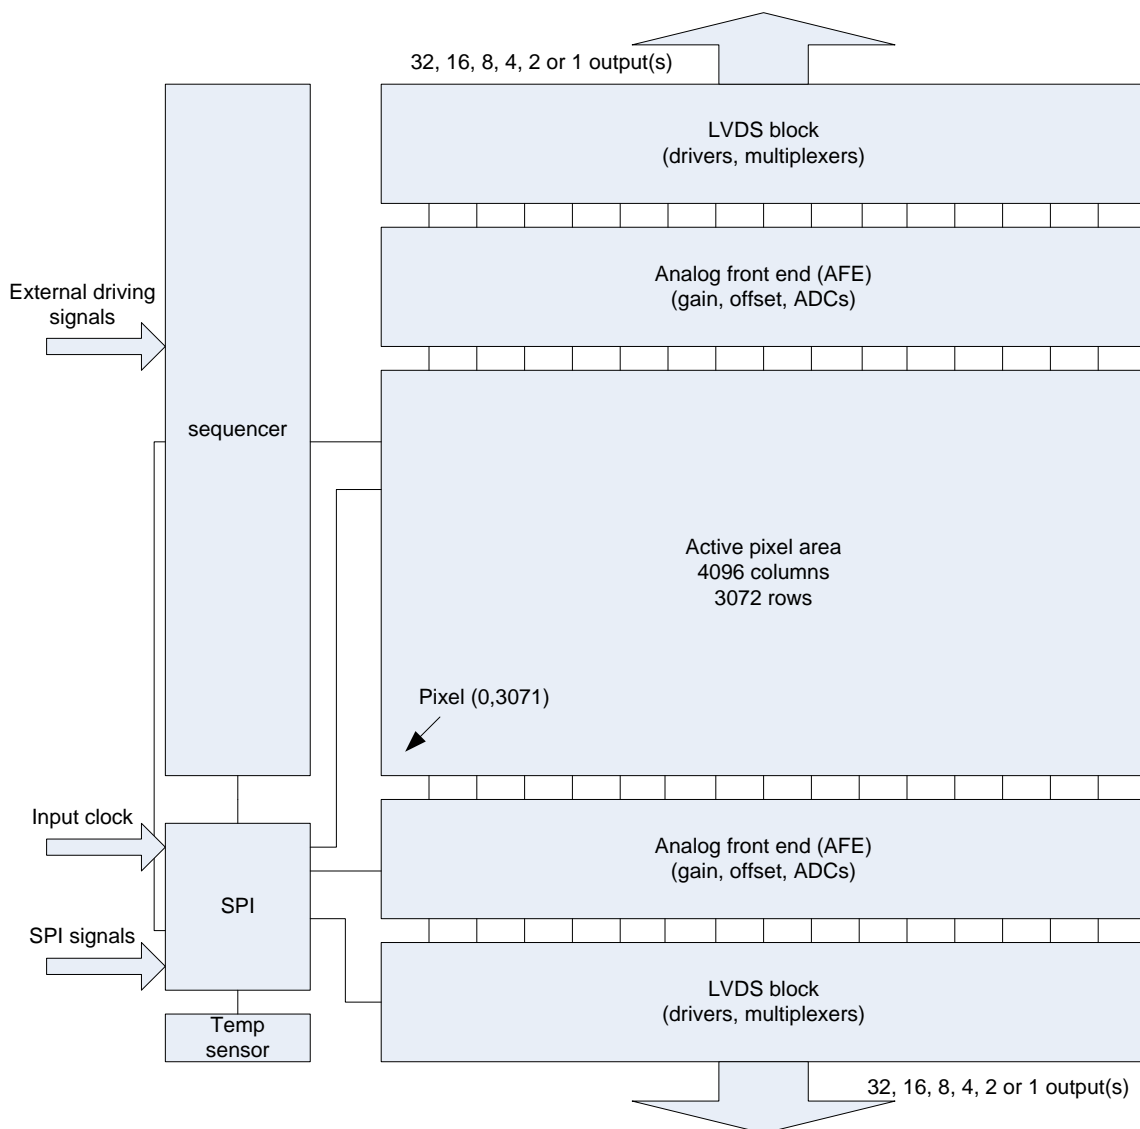 32, 16, 8, 4, 2 or 1 output(s)
LVDS block
(drivers, multiplexers)
Analog front end (AFE)
(gain, offset, ADCs)
External driving
signals
sequencer
Active pixel area
4096 columns
3072 rows
Pixel (0,3071)
Input clock
Analog front end (AFE)
(gain, offset, ADCs)
SPI
SPI signals
LVDS block
(drivers, multiplexers)
Temp
sensor
32, 16, 8, 4, 2 or 1 output(s)